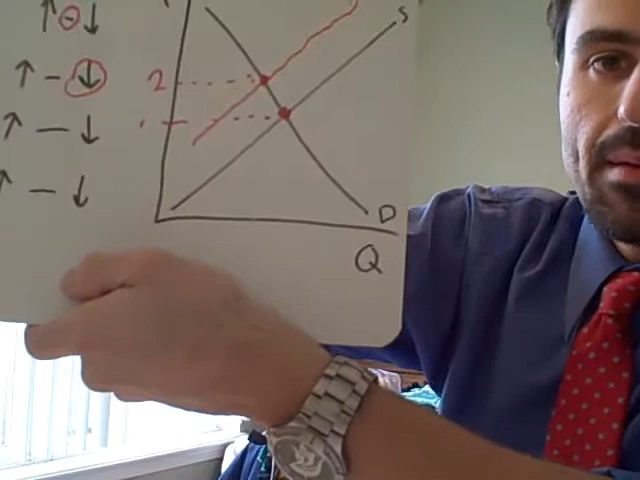 ↑ - ↓
↑ - ↓
↑ - ↓
↑ - ↓
S
2
D
Q